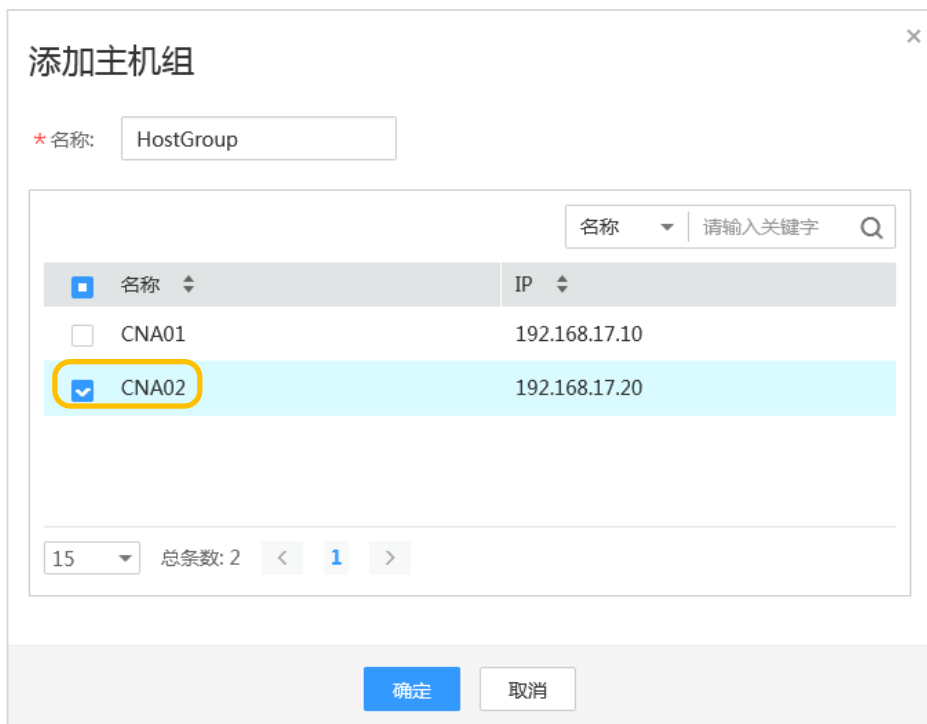 添加主机组
* 名称: HostGroup
名称 请输入关键字
名称 IP
CNA01 192.168.17.10
CNA02 192.168.17.20
15 总条数: 2 < 1 >
确定 取消